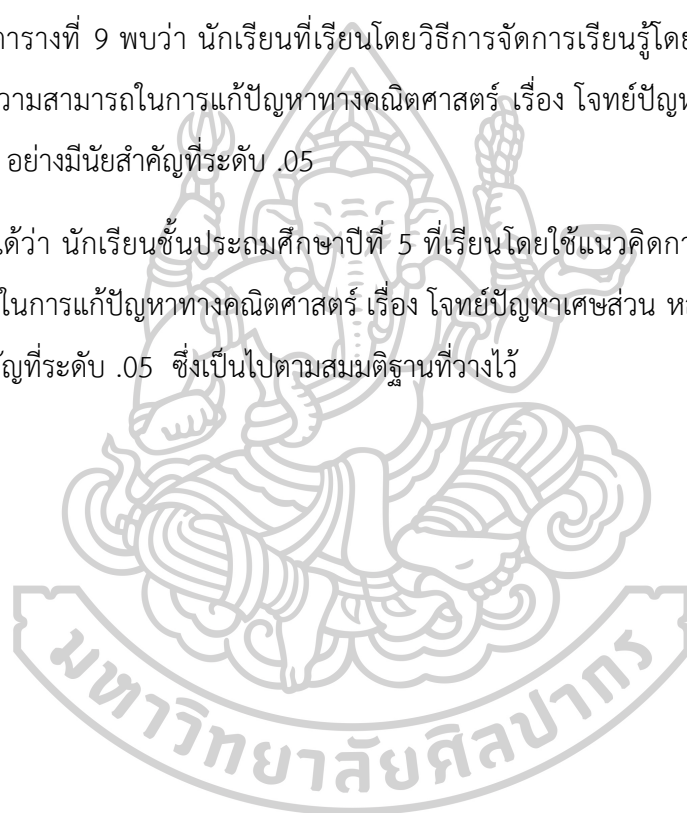 ตารางที่ 9 พบว่า นักเรียนที่เรียนโดยวิธีการจัดการเรียนรู้โดย
วามสามารถในการแก้ปัญหาทางคณิตศาสตร์ เรื่อง โจทย์ปัญห
อย่างมีนัยสำคัญที่ระดับ .05
ได้ว่า นักเรียนชั้นประถมศึกษาปีที่ 5 ที่เรียนโดยใช้แนวคิดกา
ในการแก้ปัญหาทางคณิตศาสตร์ เรื่อง โจทย์ปัญหาเศษส่วน ห
ัญที่ระดับ .05 ซึ่งเป็นไปตามสมมติฐานที่วางไว้
มหาวิทยาลัยศิลปากร